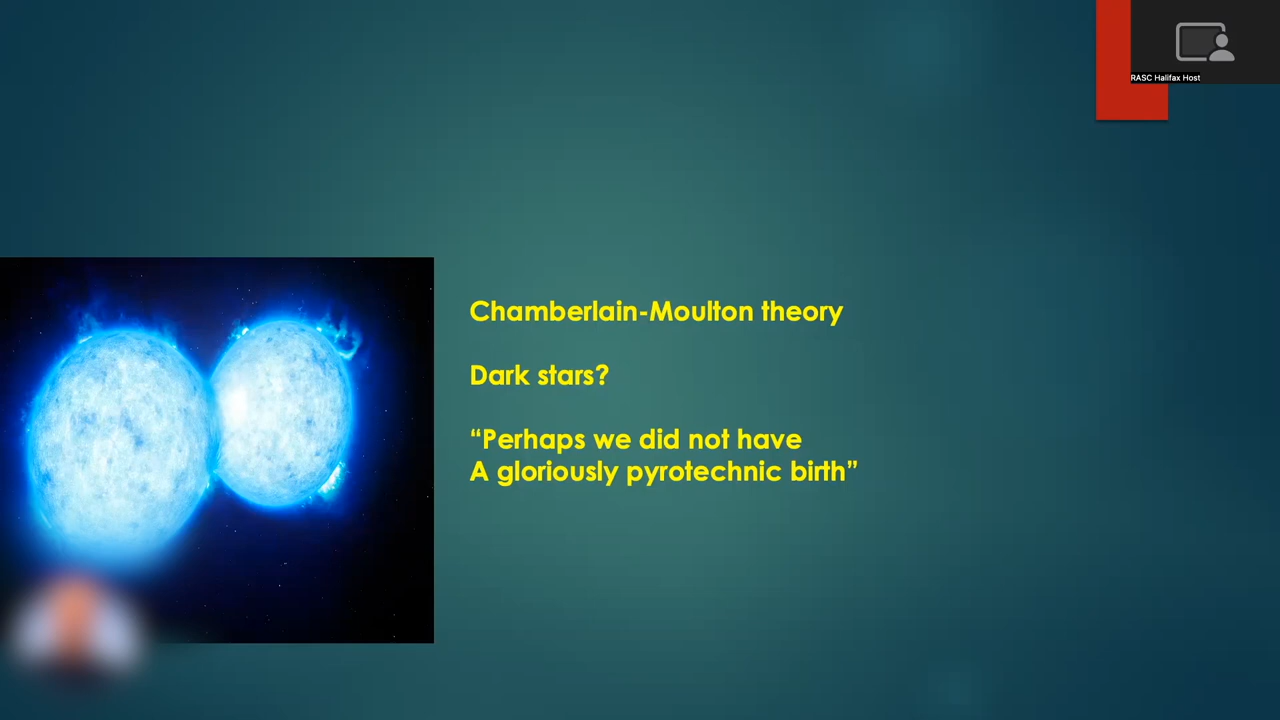 RASC Halifax Host
Chamberlain-Moulton theory
Dark stars?
“Perhaps we did not have
A gloriously pyrotechnic birth”